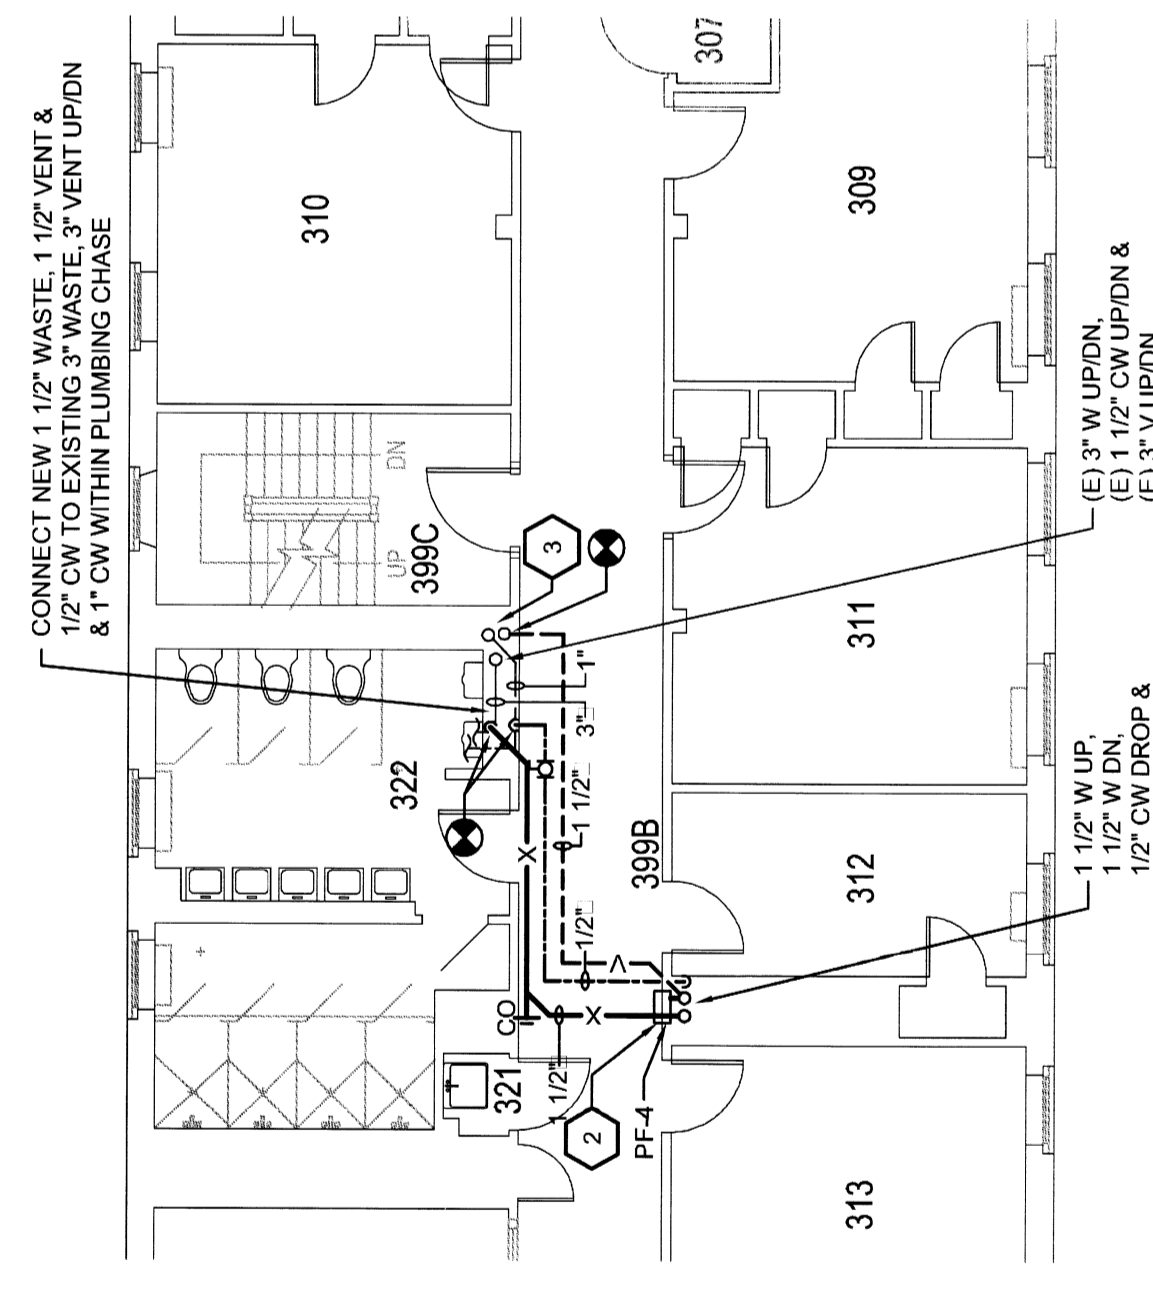 CONNECT NEW 1 1/2" WASTE, 1 1/2" VENT &
1/2" CW TO EXISTING 3" WASTE, 3" VENT UP/DN
& 1" CW WITHIN PLUMBING CHASE
307
310
309
DN
UP
399C
3
322
311
1"
3"
1 1/2"
399B
312
X
1/2"
V
CO
X
1 1/2"
321
2
PF-4
313
(E) 3" W UP/DN,
(E) 1 1/2" CW UP/DN &
(E) 3" V UP/DN
1 1/2" W UP,
1 1/2" W DN,
1/2" CW DROP &